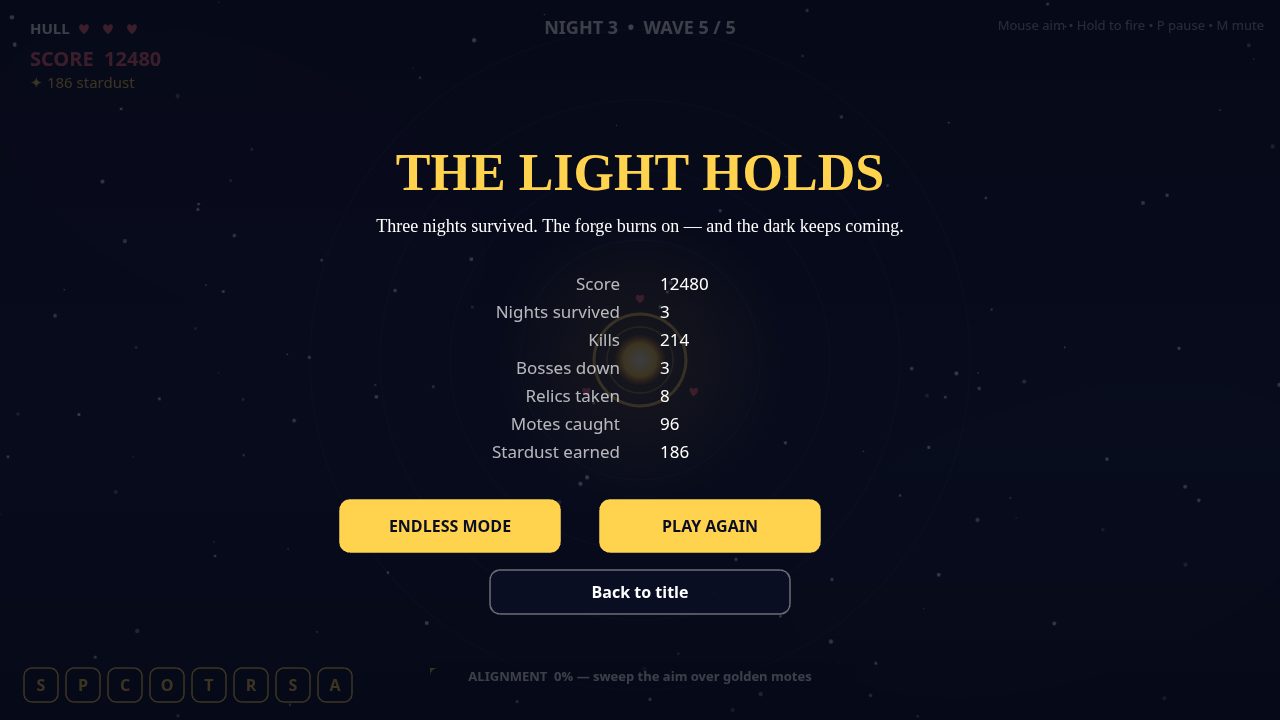 HULL ♥ ♥ ♥
NIGHT 3 • WAVE 5 / 5
Mouse aim • Hold to fire • P pause • M mute
SCORE 12480
✦ 186 stardust
THE LIGHT HOLDS
Three nights survived. The forge burns on — and the dark keeps coming.
Score 12480
Nights survived 3
Kills 214
Bosses down 3
Relics taken 8
Motes caught 96
Stardust earned 186
ENDLESS MODE PLAY AGAIN
Back to title
S P C O T R S A
ALIGNMENT 0% — sweep the aim over golden motes